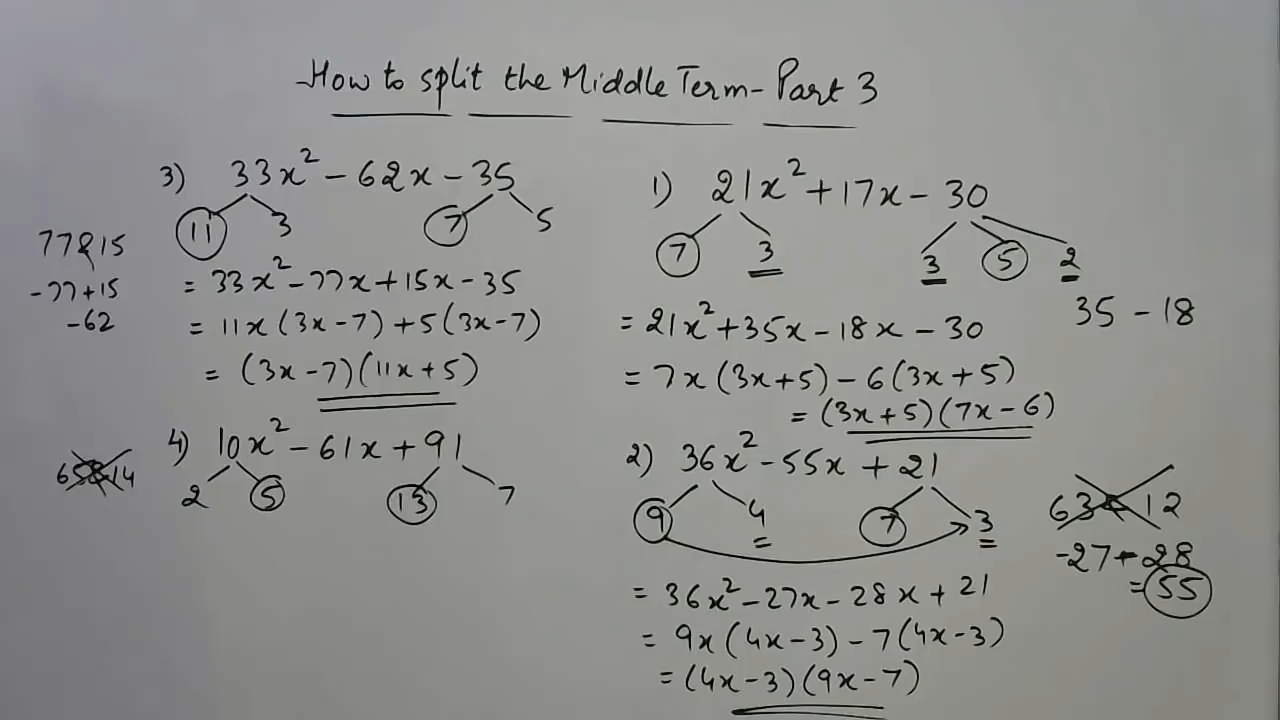 How to split the Middle Term - Part 3
3) 33x² - 62x - 35
11 3 7 5
77 & 15
-77 + 15
-62
= 33x² - 77x + 15x - 35
= 11x (3x - 7) + 5 (3x - 7)
= (3x - 7) (11x + 5)
4) 10x² - 61x + 91
2 5 13 7
65 & 14
1) 21x² + 17x - 30
7 3 3 5 2
35 - 18
= 21x² + 35x - 18x - 30
= 7x (3x + 5) - 6 (3x + 5)
= (3x + 5) (7x - 6)
2) 36x² - 55x + 21
9 4 7 3
63 & 12
-27 - 28
= 55
= 36x² - 27x - 28x + 21
= 9x (4x - 3) - 7 (4x - 3)
= (4x - 3) (9x - 7)